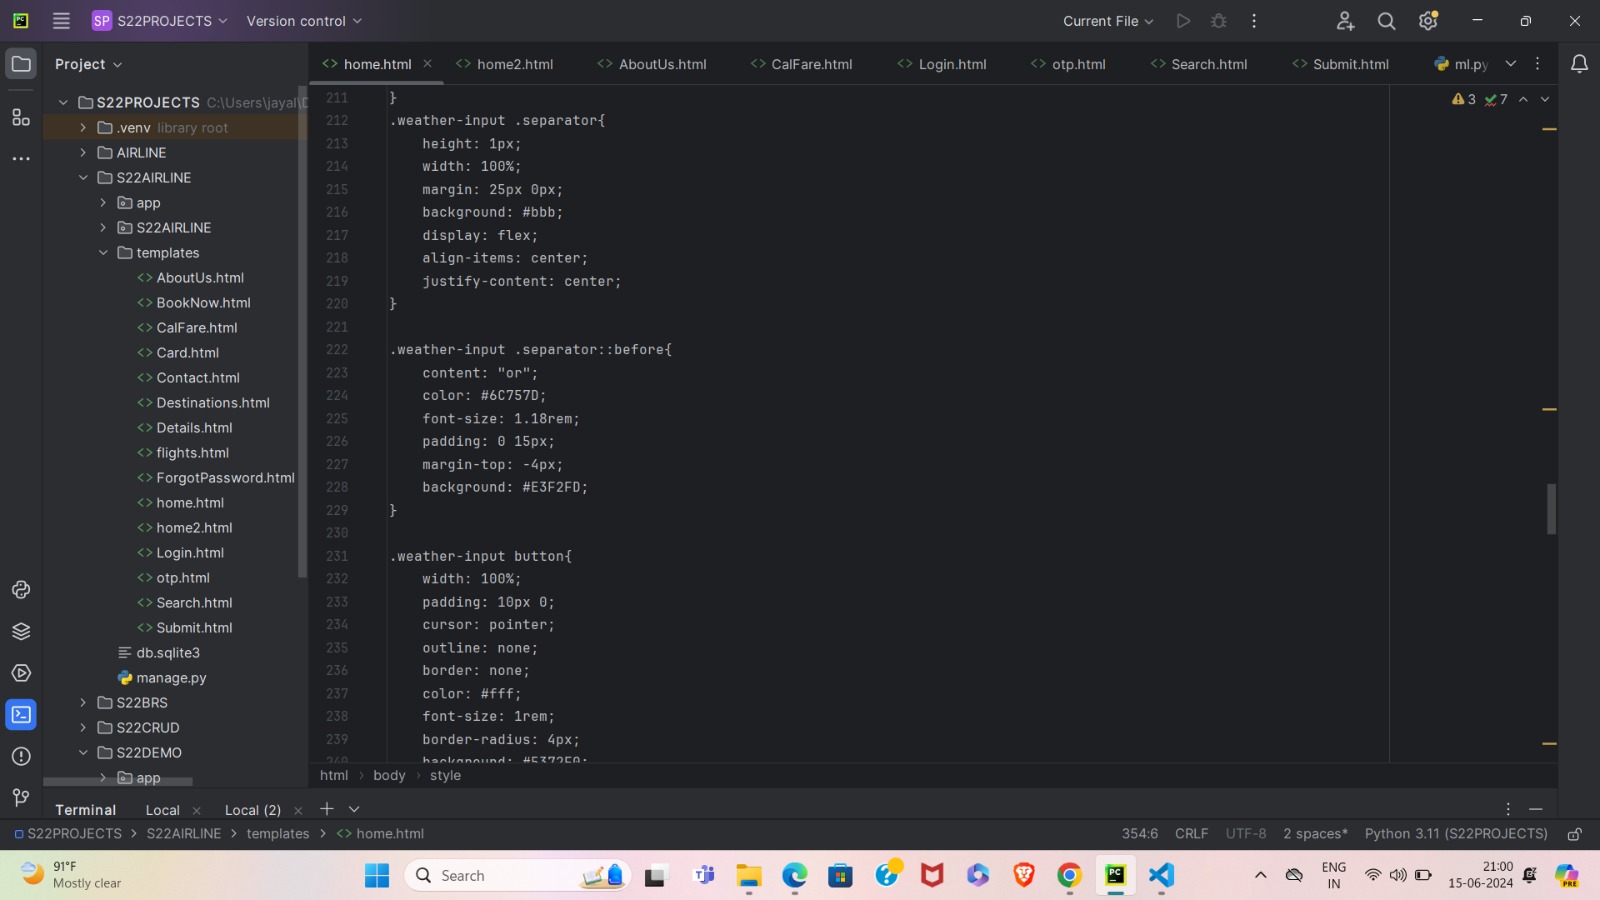 SP S22PROJECTS Version control Current File
Project
home.html home2.html AboutUs.html CalFare.html Login.html otp.html Search.html Submit.html ml.py
S22PROJECTS C:\Users\jayal\
.venv library root
AIRLINE
S22AIRLINE
app
S22AIRLINE
templates
AboutUs.html
BookNow.html
CalFare.html
Card.html
Contact.html
Destinations.html
Details.html
flights.html
ForgotPassword.html
home.html
home2.html
Login.html
otp.html
Search.html
Submit.html
db.sqlite3
manage.py
S22BRS
S22CRUD
S22DEMO
app
3 7
211 }
212 .weather-input .separator{
213 height: 1px;
214 width: 100%;
215 margin: 25px 0px;
216 background: #bbb;
217 display: flex;
218 align-items: center;
219 justify-content: center;
220 }
221
222 .weather-input .separator::before{
223 content: "or";
224 color: #6C757D;
225 font-size: 1.18rem;
226 padding: 0 15px;
227 margin-top: -4px;
228 background: #E3F2FD;
229 }
230
231 .weather-input button{
232 width: 100%;
233 padding: 10px 0;
234 cursor: pointer;
235 outline: none;
236 border: none;
237 color: #fff;
238 font-size: 1rem;
239 border-radius: 4px;
240 background: #5372F0;
html › body › style
Terminal Local Local (2)
S22PROJECTS > S22AIRLINE > templates > home.html 354:6 CRLF UTF-8 2 spaces* Python 3.11 (S22PROJECTS)
91°F
Mostly clear
Search
ENG
IN
21:00
15-06-2024
PRE